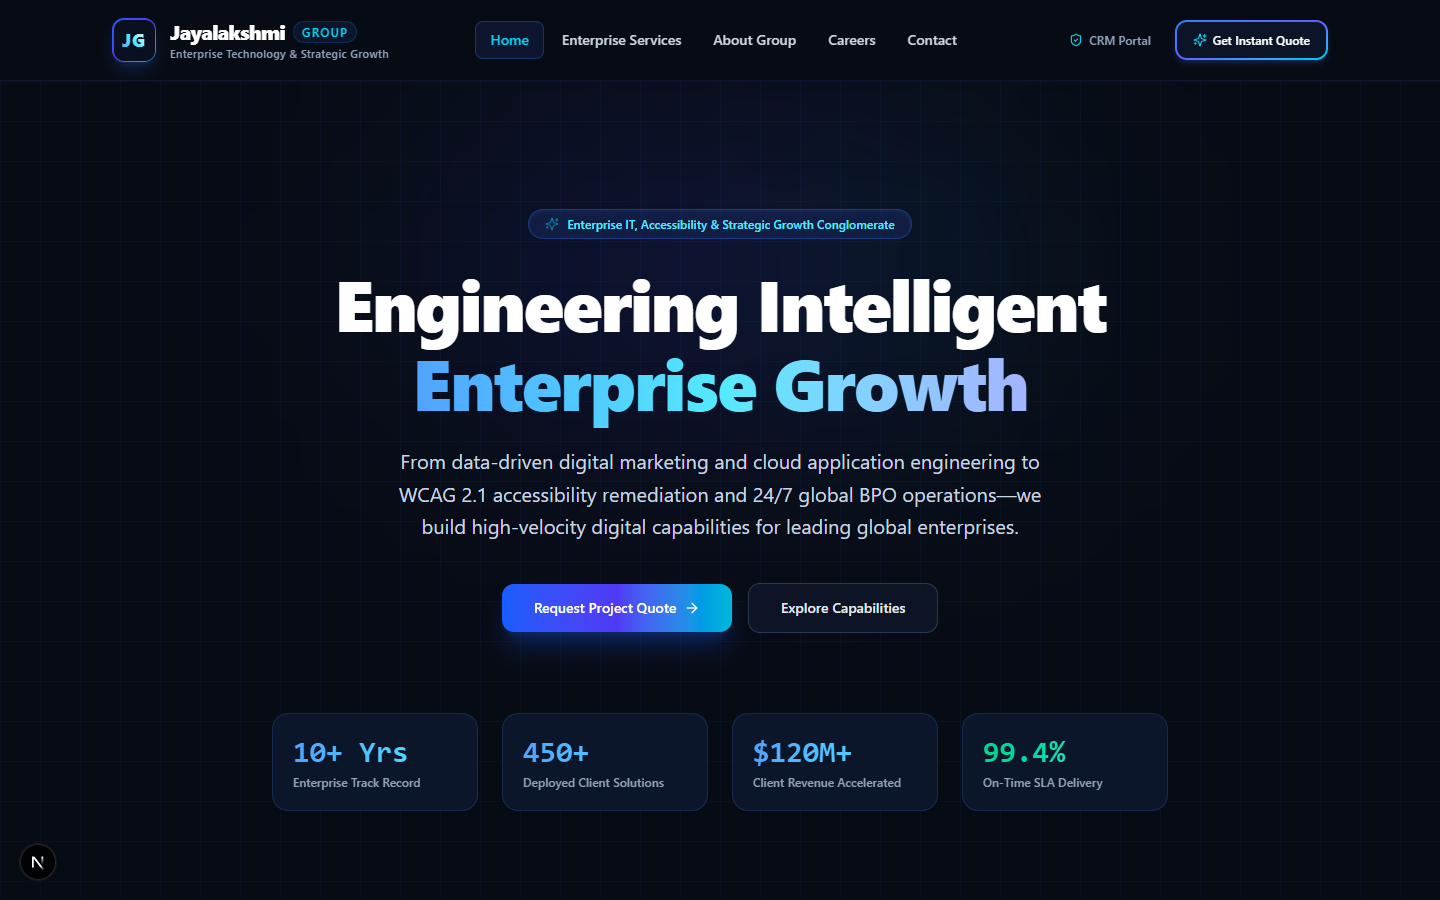 JG
Jayalakshmi GROUP
Enterprise Technology & Strategic Growth
Home
Enterprise Services
About Group
Careers
Contact
CRM Portal
Get Instant Quote
Enterprise IT, Accessibility & Strategic Growth Conglomerate
Engineering Intelligent
Enterprise Growth
From data-driven digital marketing and cloud application engineering to
WCAG 2.1 accessibility remediation and 24/7 global BPO operations—we
build high-velocity digital capabilities for leading global enterprises.
Request Project Quote →
Explore Capabilities
10+ Yrs
Enterprise Track Record
450+
Deployed Client Solutions
$120M+
Client Revenue Accelerated
99.4%
On-Time SLA Delivery
N